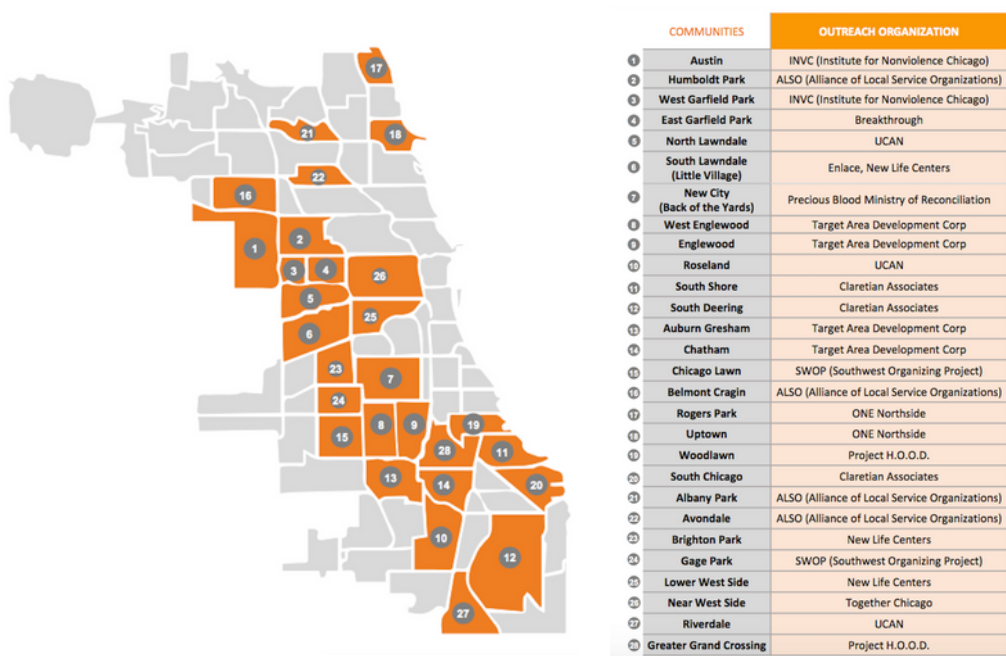 17
21
18
22
16
1
2
3
4
26
5
25
6
23
7
24
19
15
8
9
28
11
13
14
20
10
12
27
COMMUNITIES OUTREACH ORGANIZATION
1 Austin INVC (Institute for Nonviolence Chicago)
2 Humboldt Park ALSO (Alliance of Local Service Organizations)
3 West Garfield Park INVC (Institute for Nonviolence Chicago)
4 East Garfield Park Breakthrough
5 North Lawndale UCAN
6 South Lawndale
(Little Village) Enlace, New Life Centers
7 New City
(Back of the Yards) Precious Blood Ministry of Reconciliation
8 West Englewood Target Area Development Corp
9 Englewood Target Area Development Corp
10 Roseland UCAN
11 South Shore Claretian Associates
12 South Deering Claretian Associates
13 Auburn Gresham Target Area Development Corp
14 Chatham Target Area Development Corp
15 Chicago Lawn SWOP (Southwest Organizing Project)
16 Belmont Cragin ALSO (Alliance of Local Service Organizations)
17 Rogers Park ONE Northside
18 Uptown ONE Northside
19 Woodlawn Project H.O.O.D.
20 South Chicago Claretian Associates
21 Albany Park ALSO (Alliance of Local Service Organizations)
22 Avondale ALSO (Alliance of Local Service Organizations)
23 Brighton Park New Life Centers
24 Gage Park SWOP (Southwest Organizing Project)
25 Lower West Side New Life Centers
26 Near West Side Together Chicago
27 Riverdale UCAN
28 Greater Grand Crossing Project H.O.O.D.